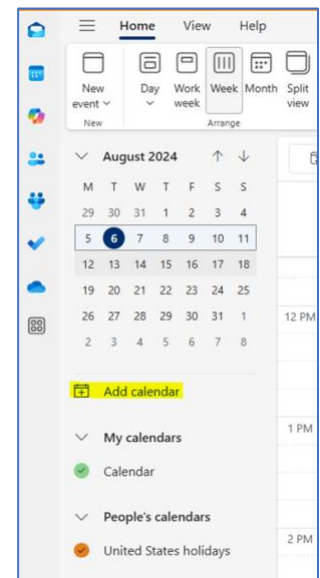 Home View Help
New event Day Work week Week Month Split view
New Arrange
August 2024
M T W T F S S
29 30 31 1 2 3 4
5 6 7 8 9 10 11
12 13 14 15 16 17 18
19 20 21 22 23 24 25
26 27 28 29 30 31 1
2 3 4 5 6 7 8
12 PM
Add calendar
1 PM
My calendars
Calendar
People's calendars
2 PM
United States holidays